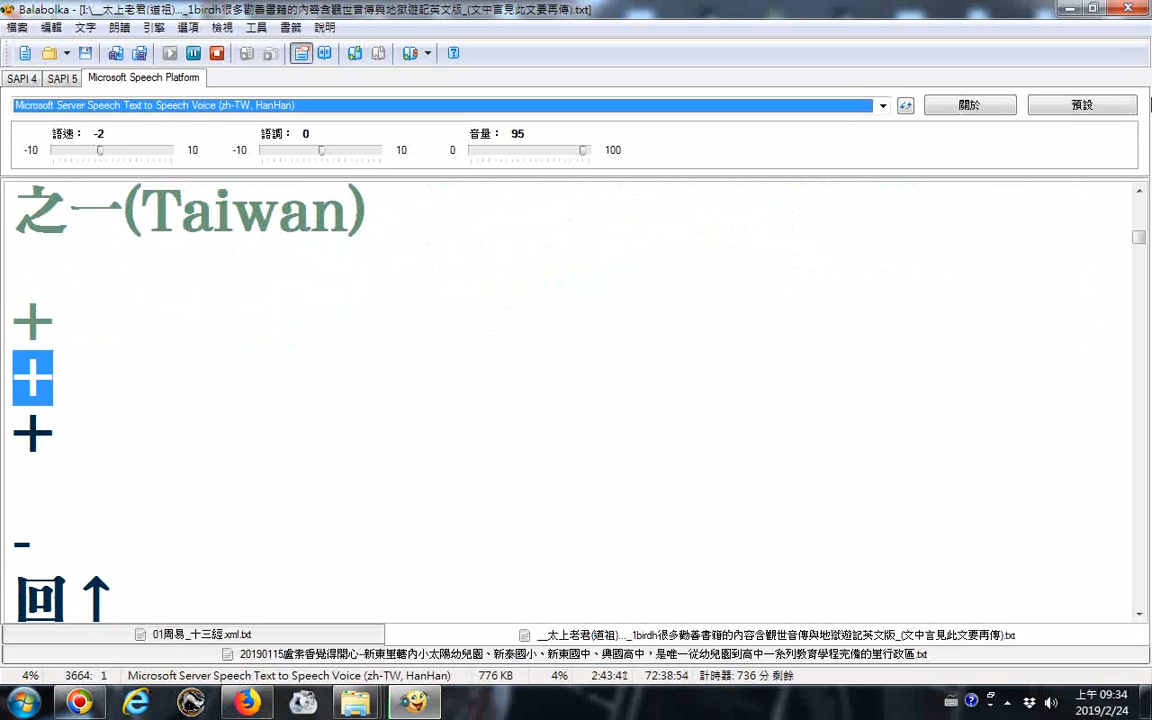 Balabolka - [I:\__太上老君(道祖)..._1birdh很多勸善書籍的內容含觀世音傳與地獄遊記英文版_(文中言見此文要再傳).txt]
檔案 編輯 文字 朗讀 引擎 選項 檢視 工具 書籤 說明
SAPI 4 SAPI 5 Microsoft Speech Platform
Microsoft Server Speech Text to Speech Voice (zh-TW, HanHan) 關於 預設
語速： -2 語調： 0 音量： 95
-10 10 -10 10 0 100
之一(Taiwan)
+
+
+
-
回↑
01周易_十三經.xml.txt __太上老君(道祖)..._1birdh很多勸善書籍的內容含觀世音傳與地獄遊記英文版_(文中言見此文要再傳).txt
20190115盧素香覺得開心-新東里轄內小太陽幼兒園、新泰國小、新東國中、興國高中，是唯一從幼兒園到高中一系列教育學程完備的里行政區.txt
4% 3664: 1 Microsoft Server Speech Text to Speech Voice (zh-TW, HanHan) 776 KB 4% 2:43:41 72:38:54 計時器: 736 分 剩餘
上午 09:34
2019/2/24